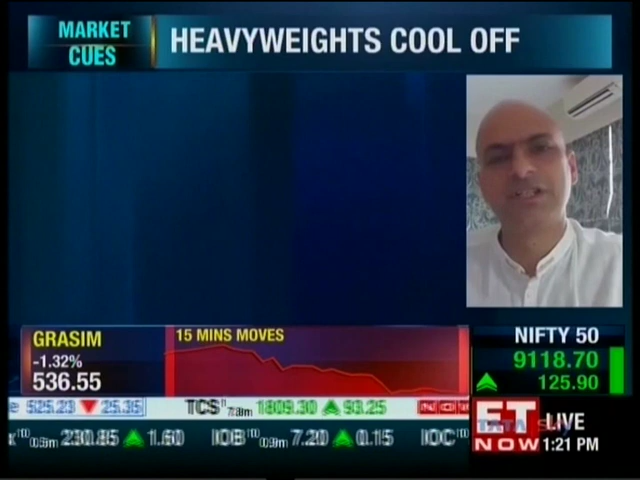 MARKET
CUES
HEAVYWEIGHTS COOL OFF
GRASIM
-1.32%
536.55
15 MINS MOVES
NIFTY 50
9118.70
125.90
525.23 25.35 TCS 1809.30 93.25
230.85 1.60 IOB 7.20 0.15 IOC
ET
NOW
TATA sky
LIVE
1:21 PM